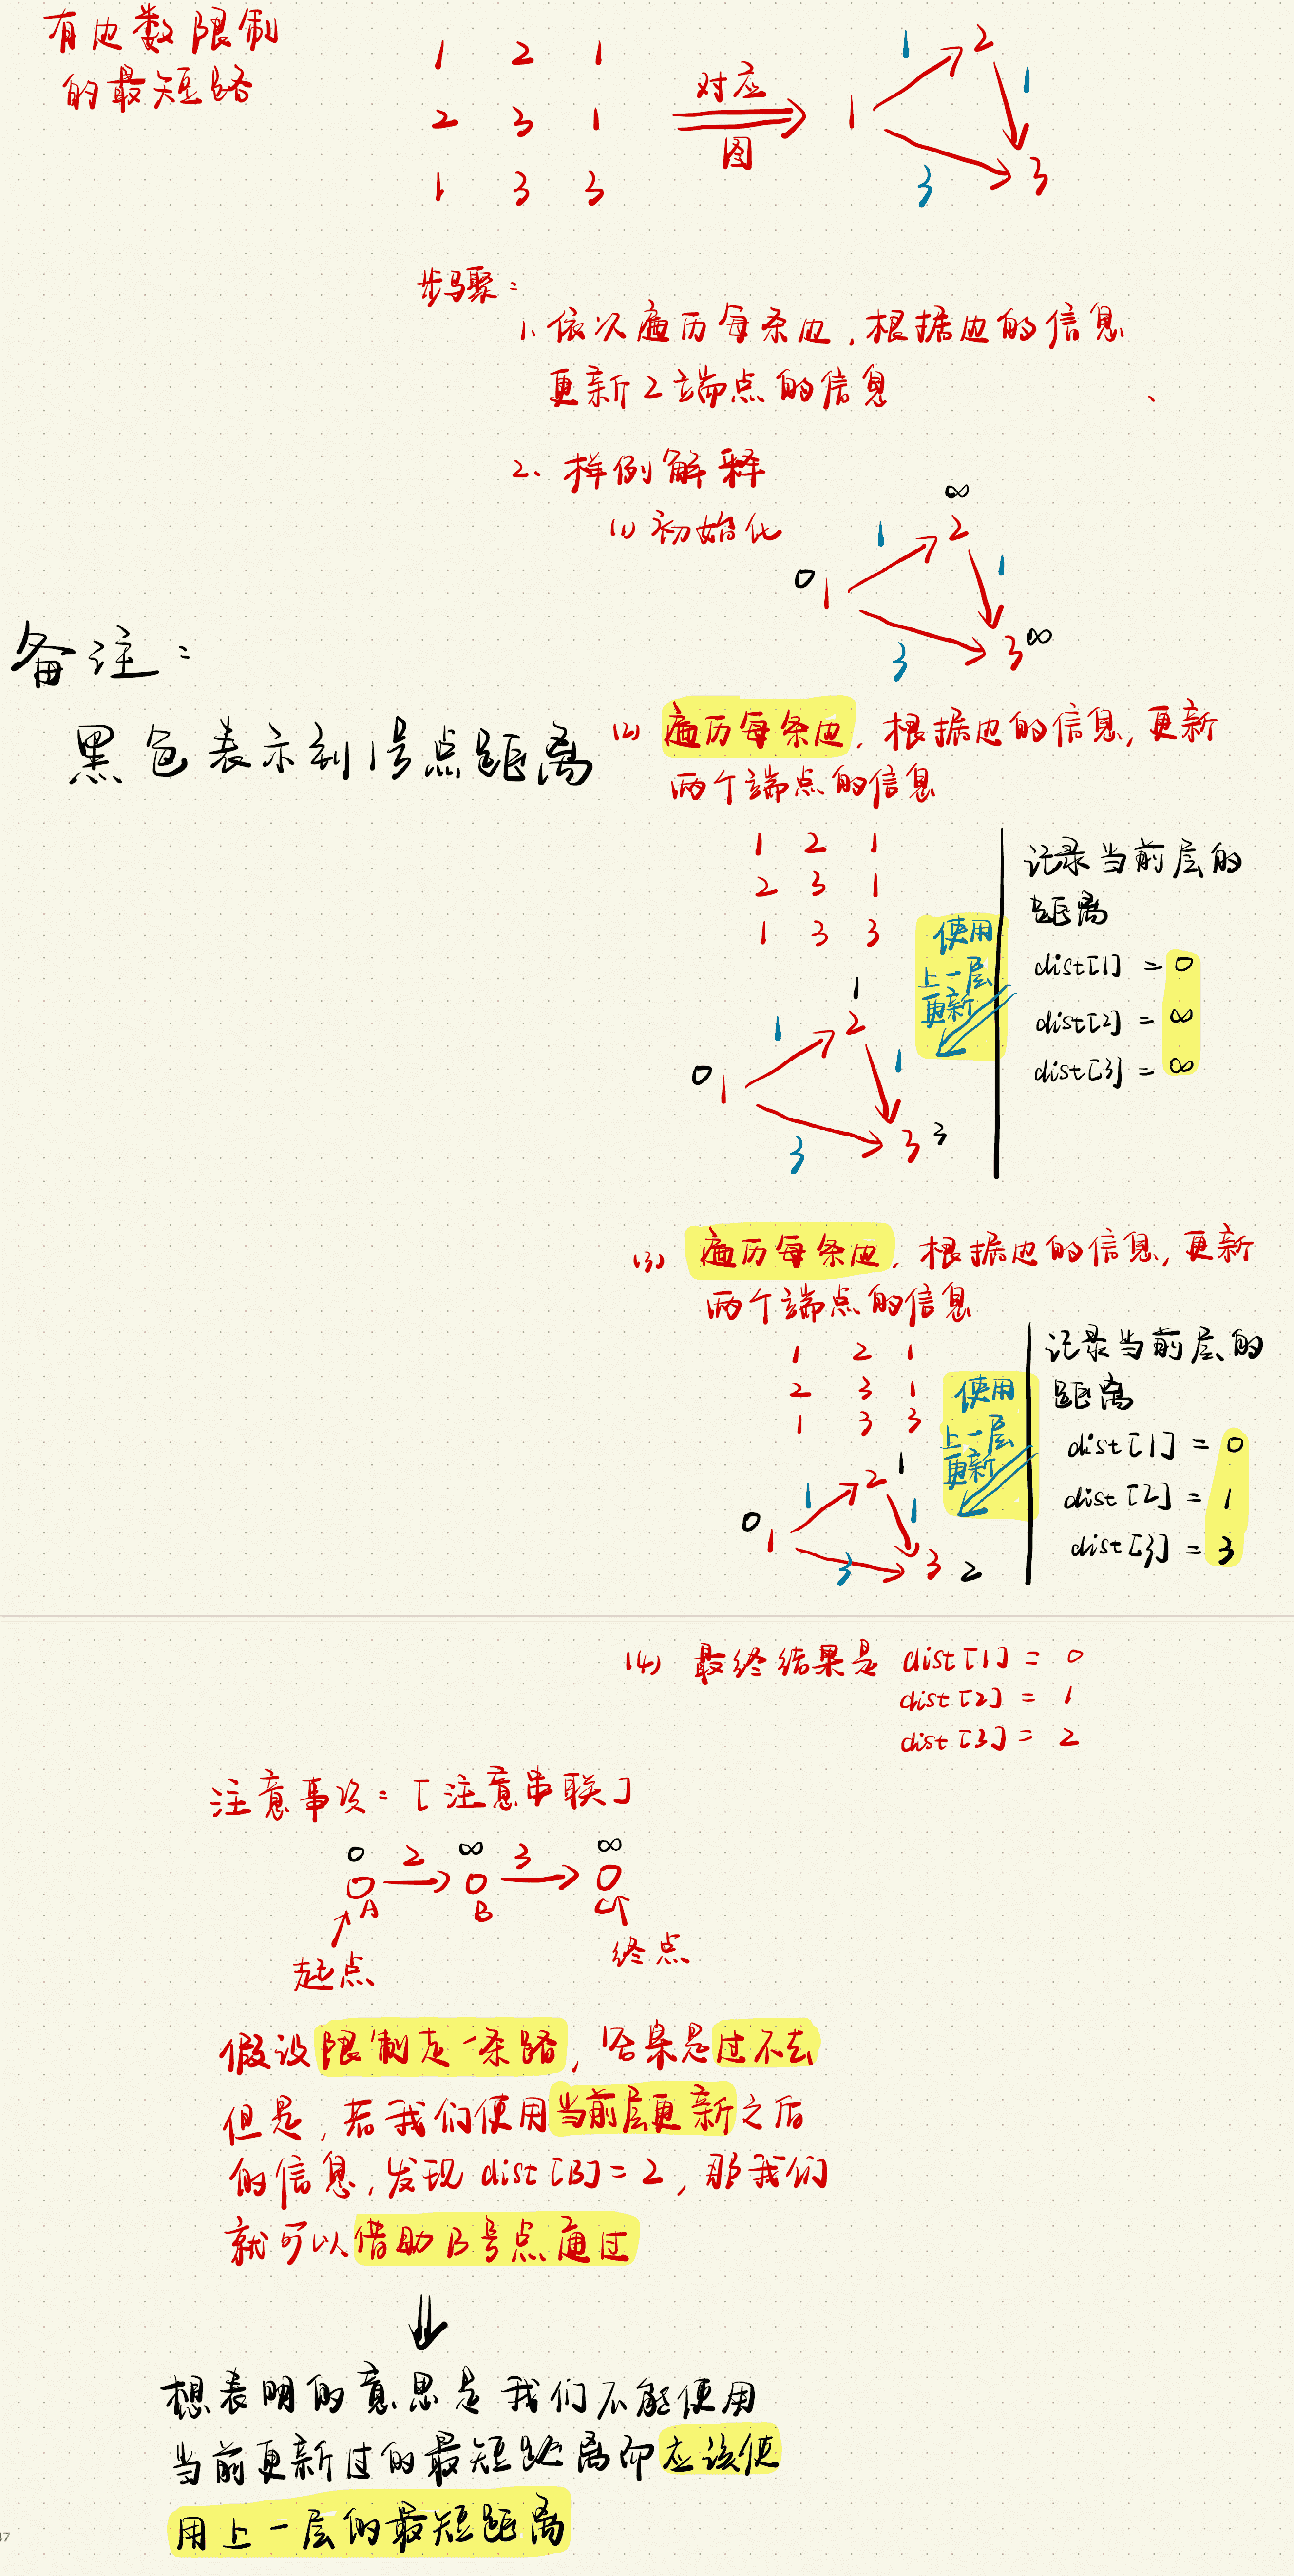 有边数限制
的最短路
1 2 1
2 3 1
1 3 3
对应
图
1
2
3
1
1
3
步骤：
1、依次遍历每条边，根据边的信息
更新2端点的信息
2、样例解释
(1) 初始化
0
1
∞
2
3 ∞
1
1
3
备注：
黑色表示到1号点距离
(2) 遍历每条边，根据边的信息，更新
两个端点的信息
1 2 1
2 3 1
1 3 3
使用
上一层
更新
记录当前层的
距离
dist[1] = 0
dist[2] = ∞
dist[3] = ∞
0
1
1
2
3 3
1
1
3
(3) 遍历每条边，根据边的信息，更新
两个端点的信息
1 2 1
2 3 1
1 3 3
使用
上一层
更新
记录当前层的
距离
dist[1] = 0
dist[2] = 1
dist[3] = 3
0
1
2 1
3 2
1
1
3
(4) 最终结果是 dist[1] = 0
dist[2] = 1
dist[3] = 2
注意事项：[注意串联]
0 2 ∞ 3 ∞
A B C
起点 终点
假设限制走一条路，答案是过不去
但是，若我们使用当前层更新之后
的信息，发现dist[B]=2，那我们
就可以借助B号点通过
想表明的意思是我们不能使用
当前更新过的最短距离而应该使
用上一层的最短距离